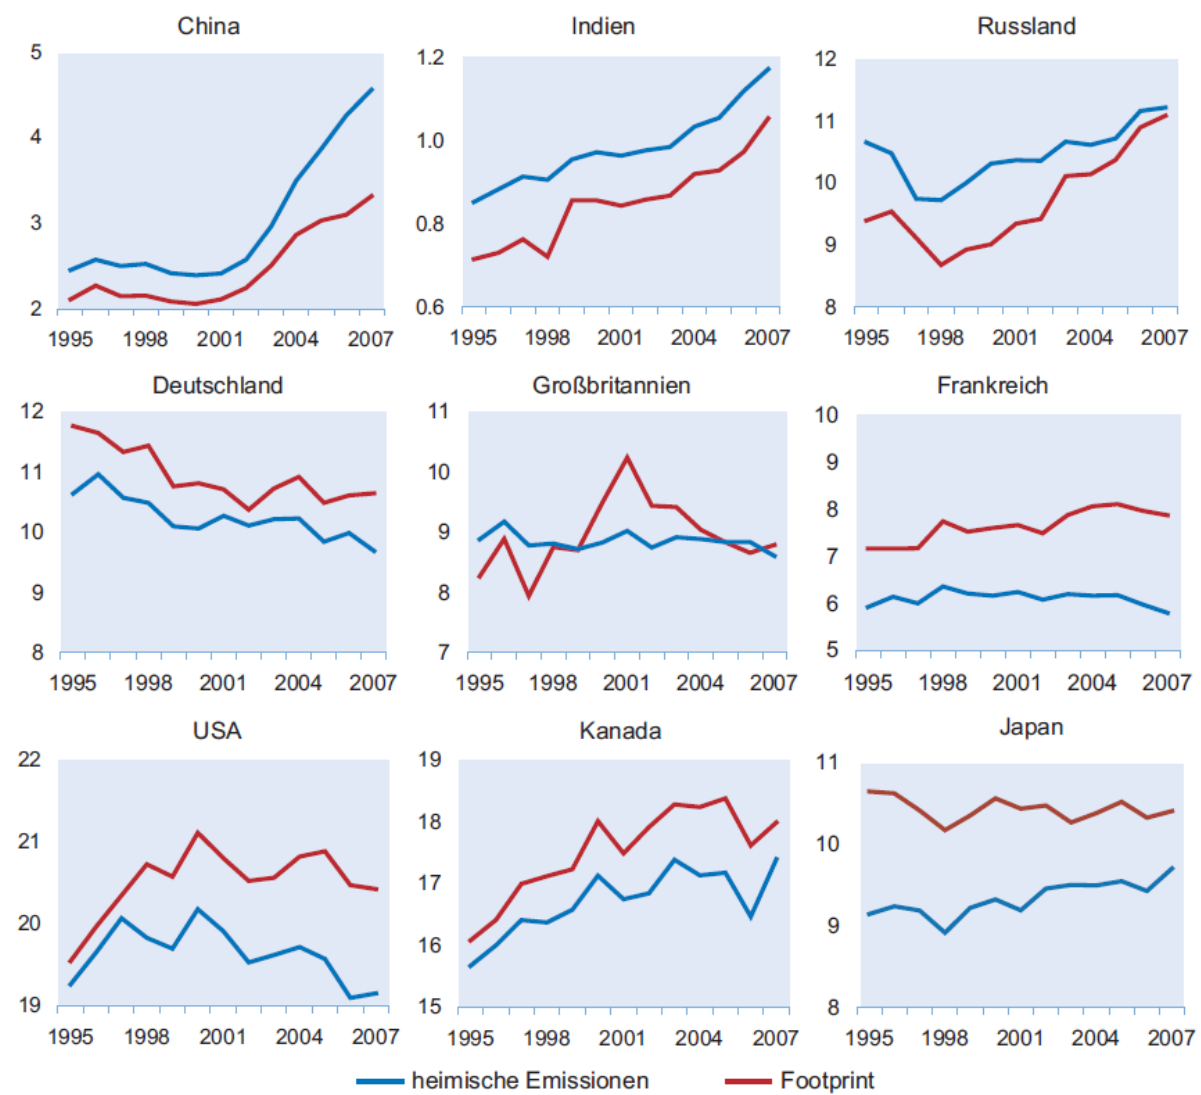 China
5
4
3
2
1995 1998 2001 2004 2007
Indien
1.2
1.0
0.8
0.6
1995 1998 2001 2004 2007
Russland
12
11
10
9
8
1995 1998 2001 2004 2007
Deutschland
12
11
10
9
8
1995 1998 2001 2004 2007
Großbritannien
11
10
9
8
7
1995 1998 2001 2004 2007
Frankreich
10
9
8
7
6
5
1995 1998 2001 2004 2007
USA
22
21
20
19
1995 1998 2001 2004 2007
Kanada
19
18
17
16
15
1995 1998 2001 2004 2007
Japan
11
10
9
8
1995 1998 2001 2004 2007
heimische Emissionen Footprint